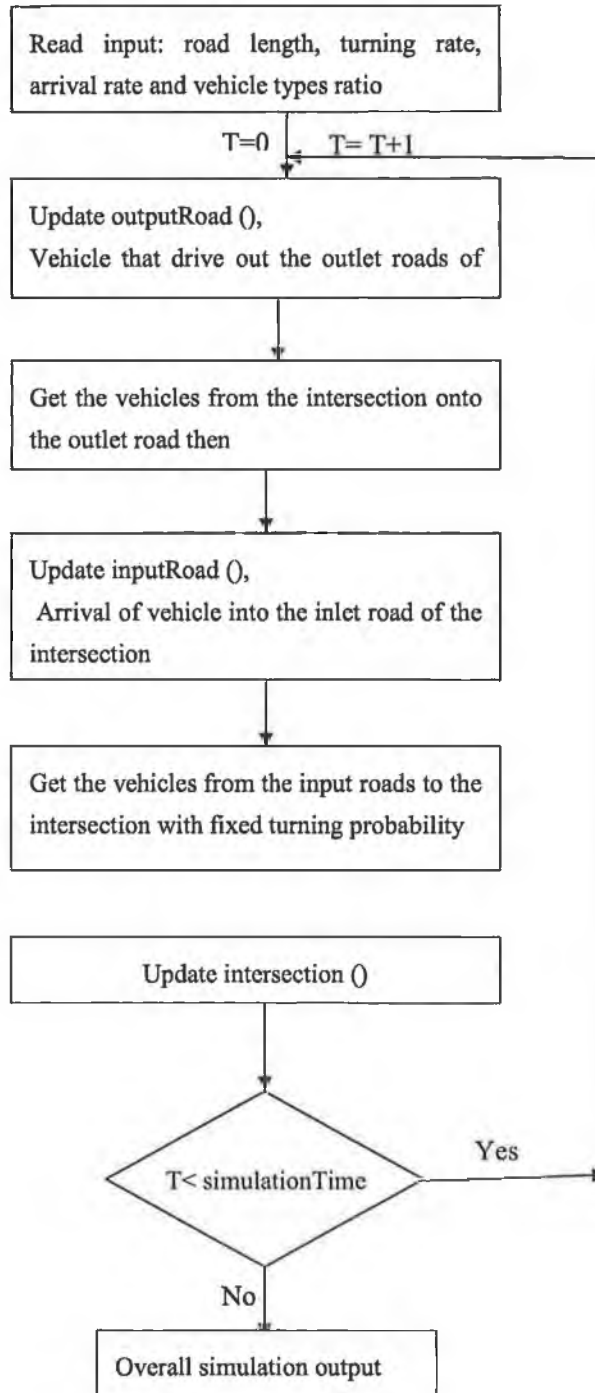 Read input: road length, turning rate,
arrival rate and vehicle types ratio
T=0 T= T+1
Update outputRoad (),
Vehicle that drive out the outlet roads of
Get the vehicles from the intersection onto
the outlet road then
Update inputRoad (),
Arrival of vehicle into the inlet road of the
intersection
Get the vehicles from the input roads to the
intersection with fixed turning probability
Update intersection ()
T< simulationTime
Yes
No
Overall simulation output